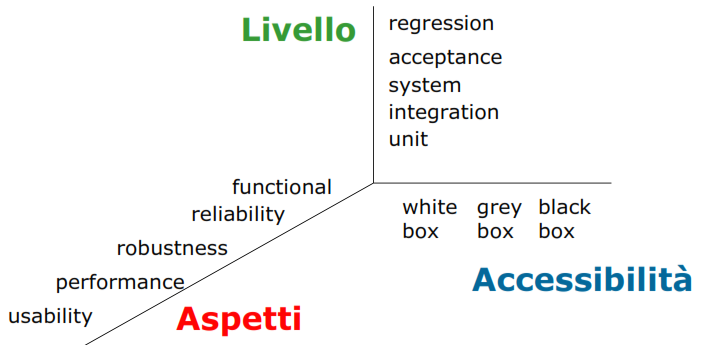 Livello
regression
acceptance
system
integration
unit
functional
reliability
robustness
performance
usability
Aspetti
white grey black
box box box
Accessibilità